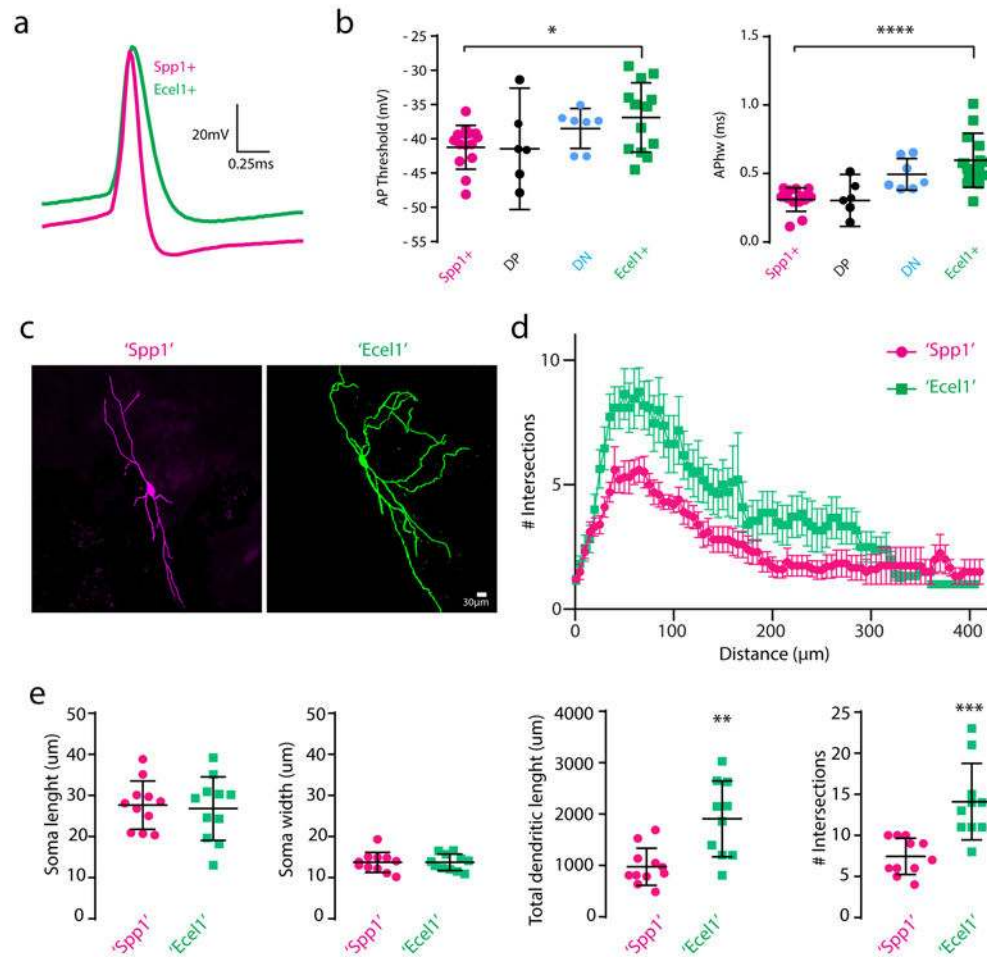 a
Spp1+
Ecel1+
20mV
0.25ms
b
*
- 25
- 30
-35
-40
-45
- 50
- 55
AP Threshold (mV)
Spp1+
DP
DN
Ecel1+
****
1.5
1.0
0.5
0.0
APhw (ms)
Spp1+
DP
DN
Ecel1+
c
'Spp1'
'Ecel1'
30µm
d
10
5
0
# Intersections
0
100
200
300
400
Distance (µm)
'Spp1'
'Ecel1'
e
50
40
30
20
10
0
Soma lenght (um)
'Spp1'
'Ecel1'
50
40
30
20
10
0
Soma width (um)
'Spp1'
'Ecel1'
4000
3000
2000
1000
0
Total dendritic lenght (um)
**
'Spp1'
'Ecel1'
25
20
15
10
5
0
# Intersections
***
'Spp1'
'Ecel1'